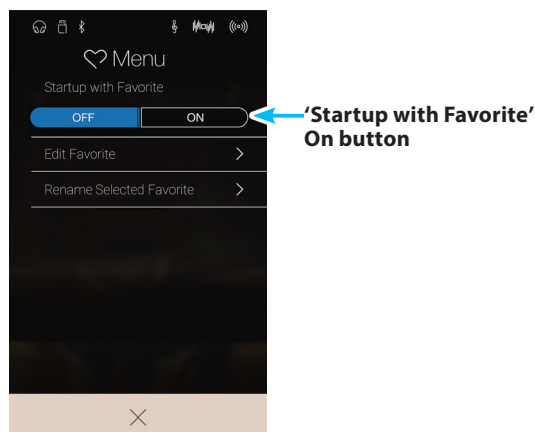 Menu
Startup with Favorite
OFF ON
'Startup with Favorite'
On button
Edit Favorite
Rename Selected Favorite